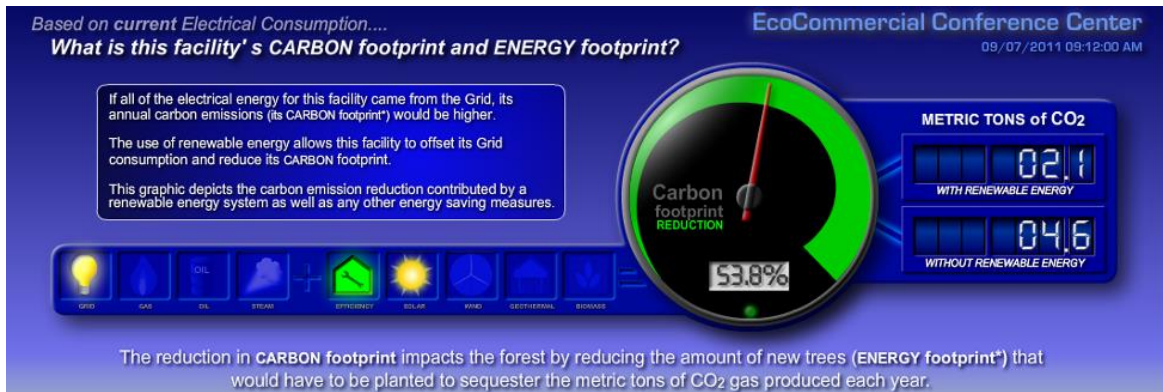 Based on current Electrical Consumption....
What is this facility' s CARBON footprint and ENERGY footprint?
EcoCommercial Conference Center
09/07/2011 09:12:00 AM
If all of the electrical energy for this facility came from the Grid, its
annual carbon emissions (its CARBON footprint*) would be higher.
The use of renewable energy allows this facility to offset its Grid
consumption and reduce its CARBON footprint.
This graphic depicts the carbon emission reduction contributed by a
renewable energy system as well as any other energy saving measures.
Carbon
footprint
REDUCTION
53.8%
METRIC TONS of CO2
02.1
WITH RENEWABLE ENERGY
04.6
WITHOUT RENEWABLE ENERGY
OIL
+
=
GRID
GAS
OIL
STEAM
EFFICIENCY
SOLAR
WIND
GEOTHERMAL
BIOMASS
The reduction in CARBON footprint impacts the forest by reducing the amount of new trees (ENERGY footprint*) that
would have to be planted to sequester the metric tons of CO2 gas produced each year.